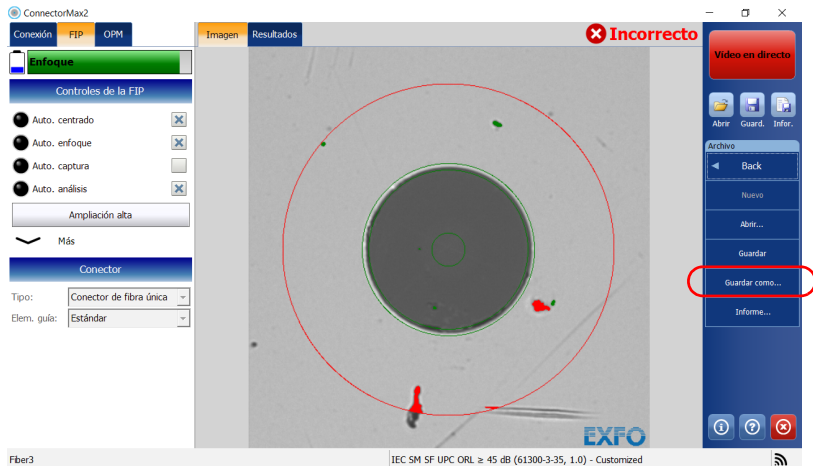 ConnectorMax2
Conexión FIP OPM
Enfoque
Controles de la FIP
Auto. centrado
Auto. enfoque
Auto. captura
Auto. análisis
Ampliación alta
Más
Conector
Tipo: Conector de fibra única
Elem. guía: Estándar
Imagen Resultados
Incorrecto
EXFO
Vídeo en directo
Abrir Guard. Infor.
Archivo
Back
Nuevo
Abrir...
Guardar
Guardar como...
Informe...
Fiber3
IEC SM SF UPC ORL ≥ 45 dB (61300-3-35, 1.0) - Customized